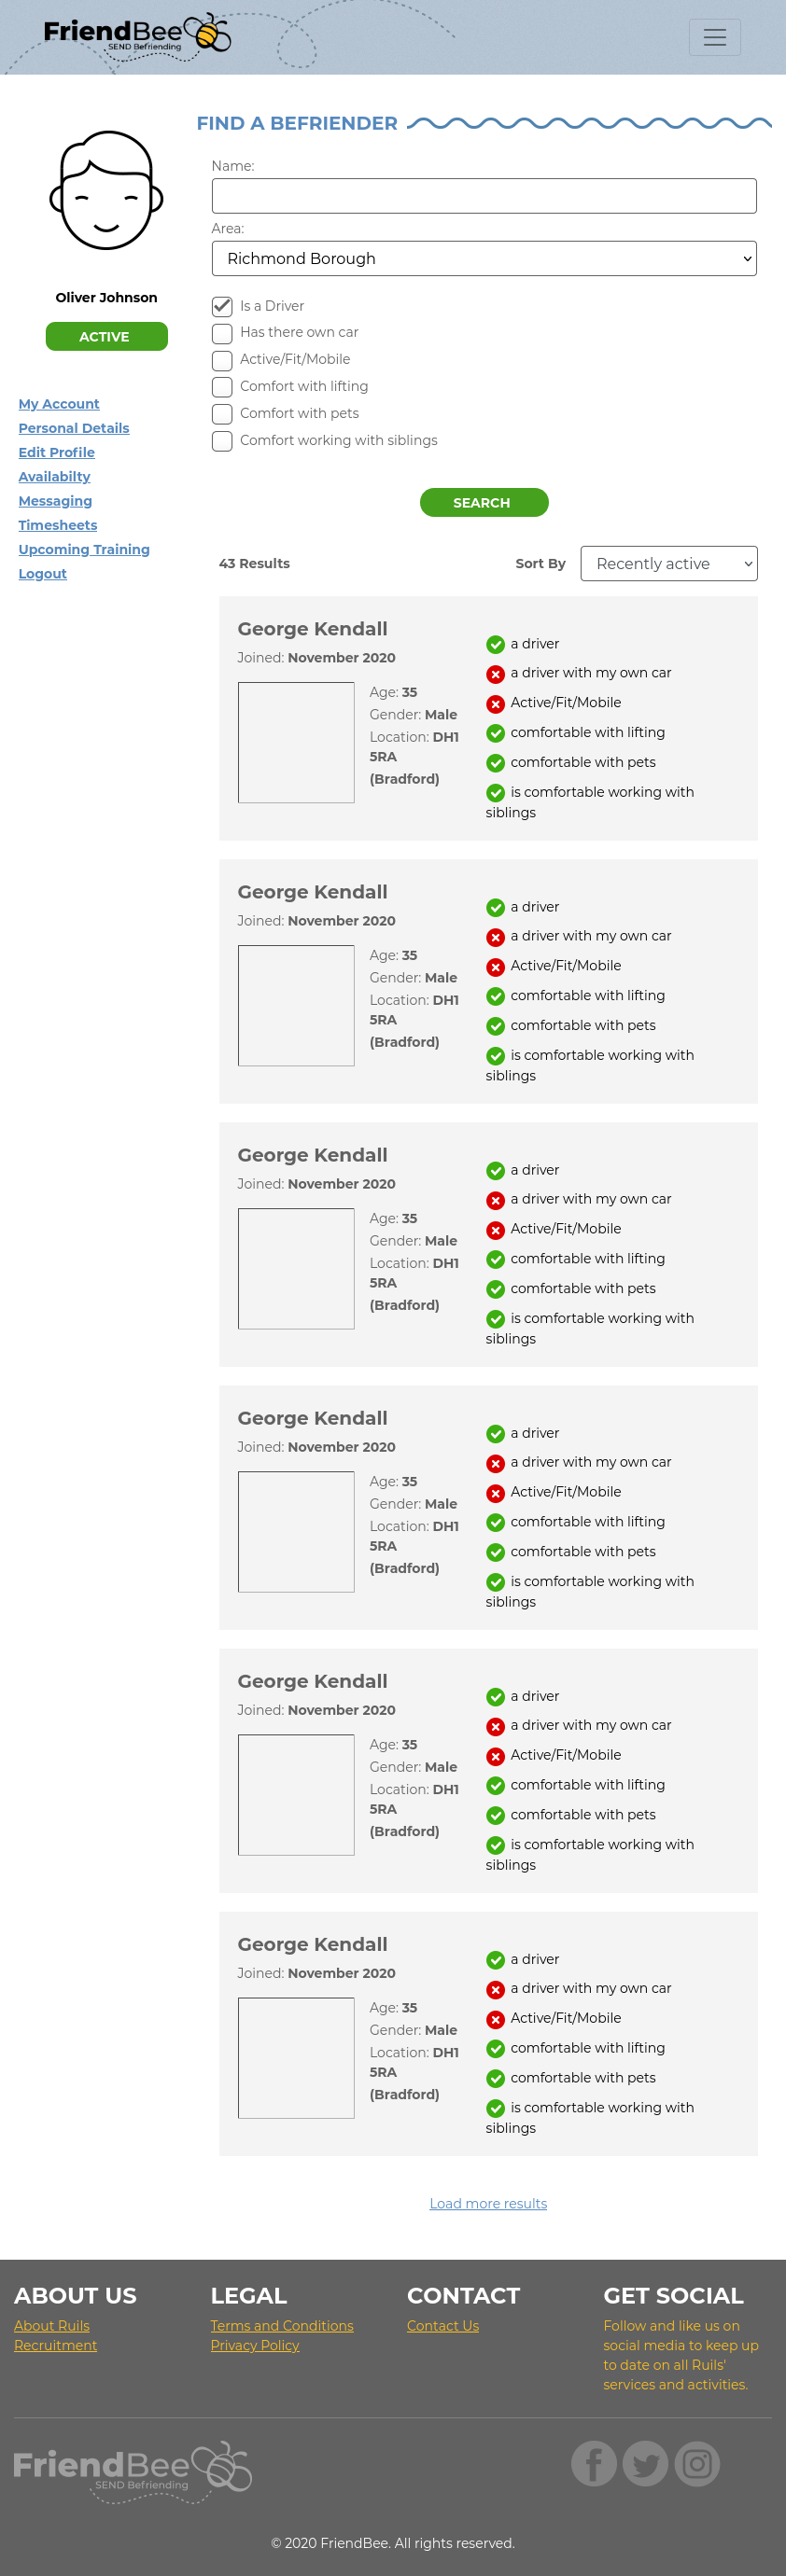 FriendBee
SEND Befriending
FIND A BEFRIENDER
Oliver Johnson
ACTIVE
My Account
Personal Details
Edit Profile
Availabilty
Messaging
Timesheets
Upcoming Training
Logout
Name:
Area:
Richmond Borough
Is a Driver
Has there own car
Active/Fit/Mobile
Comfort with lifting
Comfort with pets
Comfort working with siblings
SEARCH
43 Results
Sort By
Recently active
George Kendall
Joined: November 2020
Age: 35
Gender: Male
Location: DH1
5RA
(Bradford)
a driver
a driver with my own car
Active/Fit/Mobile
comfortable with lifting
comfortable with pets
is comfortable working with
siblings
George Kendall
Joined: November 2020
Age: 35
Gender: Male
Location: DH1
5RA
(Bradford)
a driver
a driver with my own car
Active/Fit/Mobile
comfortable with lifting
comfortable with pets
is comfortable working with
siblings
George Kendall
Joined: November 2020
Age: 35
Gender: Male
Location: DH1
5RA
(Bradford)
a driver
a driver with my own car
Active/Fit/Mobile
comfortable with lifting
comfortable with pets
is comfortable working with
siblings
George Kendall
Joined: November 2020
Age: 35
Gender: Male
Location: DH1
5RA
(Bradford)
a driver
a driver with my own car
Active/Fit/Mobile
comfortable with lifting
comfortable with pets
is comfortable working with
siblings
George Kendall
Joined: November 2020
Age: 35
Gender: Male
Location: DH1
5RA
(Bradford)
a driver
a driver with my own car
Active/Fit/Mobile
comfortable with lifting
comfortable with pets
is comfortable working with
siblings
George Kendall
Joined: November 2020
Age: 35
Gender: Male
Location: DH1
5RA
(Bradford)
a driver
a driver with my own car
Active/Fit/Mobile
comfortable with lifting
comfortable with pets
is comfortable working with
siblings
Load more results
ABOUT US
About Ruils
Recruitment
LEGAL
Terms and Conditions
Privacy Policy
CONTACT
Contact Us
GET SOCIAL
Follow and like us on
social media to keep up
to date on all Ruils'
services and activities.
FriendBee
SEND Befriending
© 2020 FriendBee. All rights reserved.